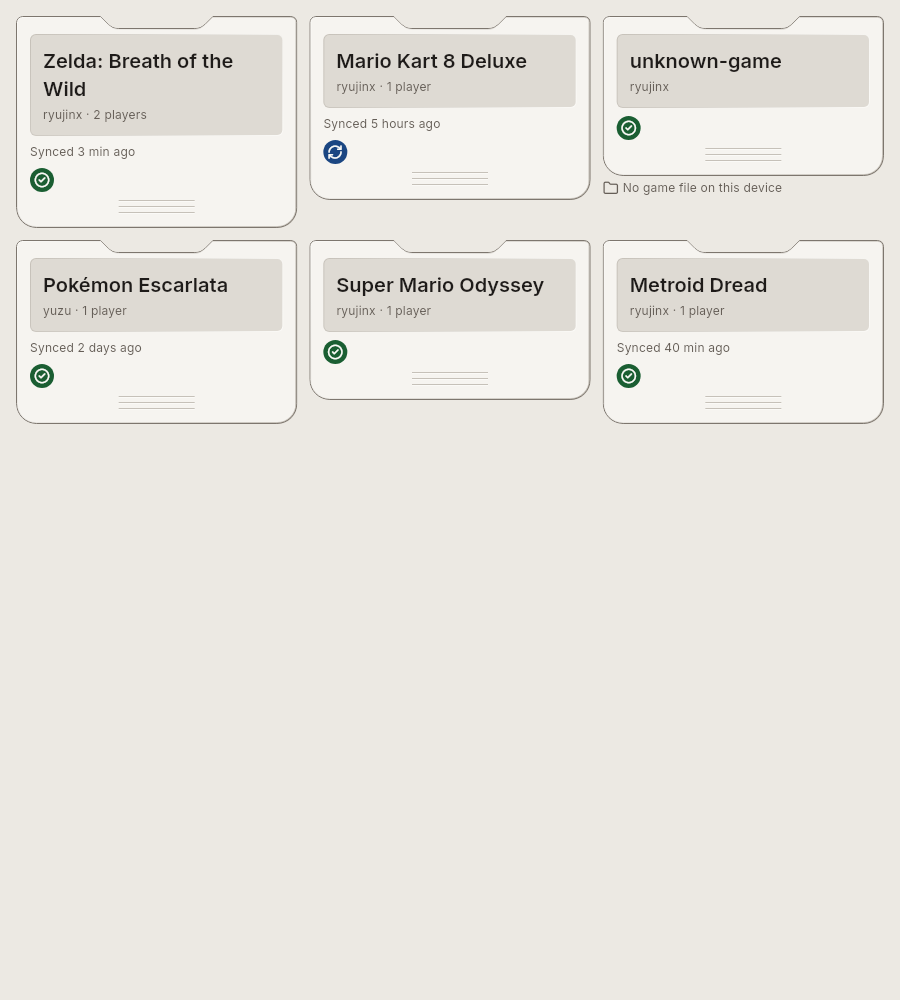 Zelda: Breath of the
Wild
ryujinx · 2 players
Synced 3 min ago
Mario Kart 8 Deluxe
ryujinx · 1 player
Synced 5 hours ago
unknown-game
ryujinx
No game file on this device
Pokémon Escarlata
yuzu · 1 player
Synced 2 days ago
Super Mario Odyssey
ryujinx · 1 player
Metroid Dread
ryujinx · 1 player
Synced 40 min ago